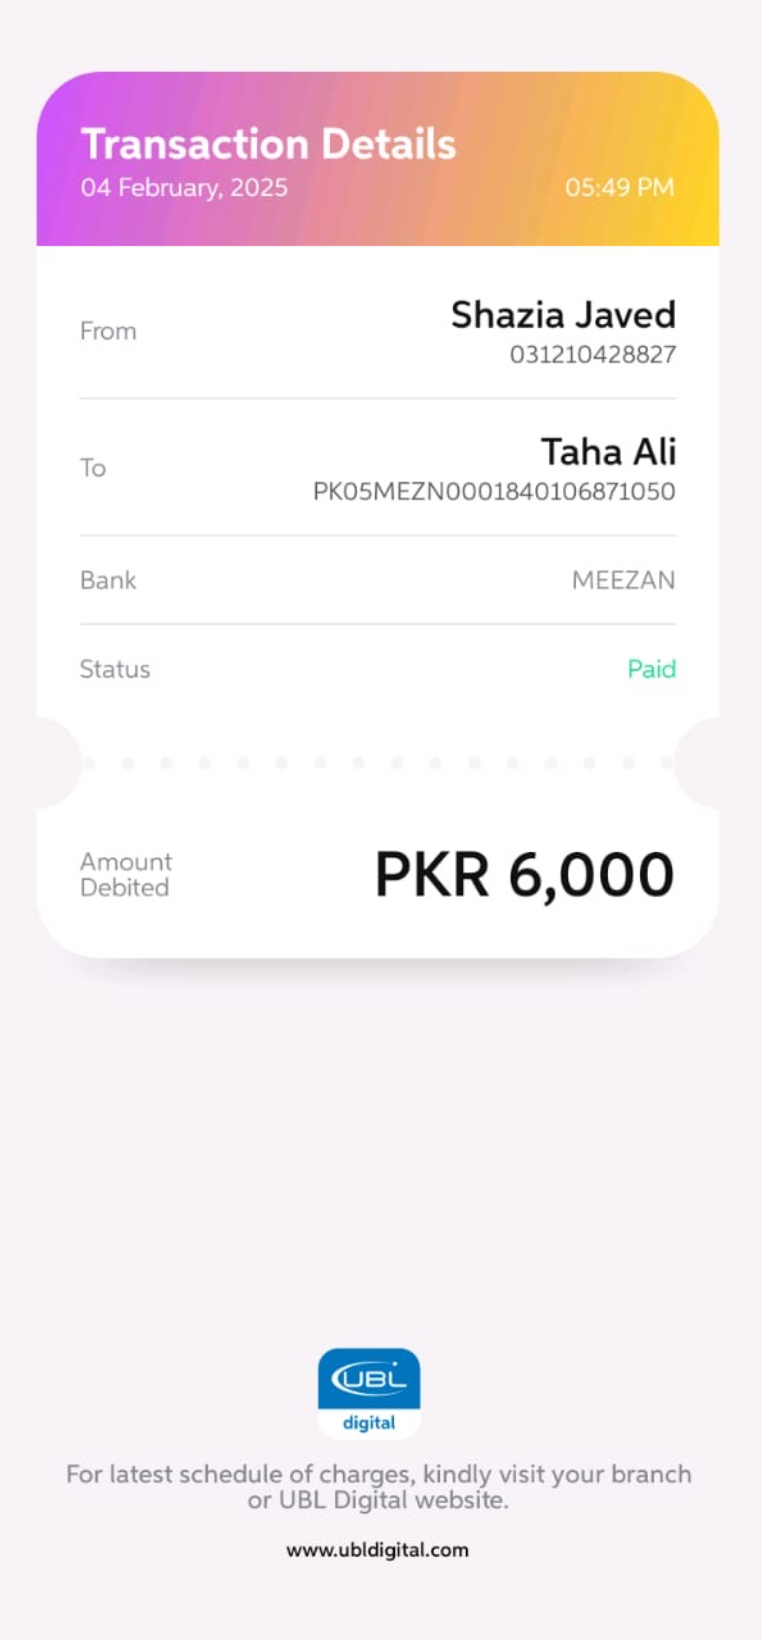 Transaction Details
04 February, 2025 05:49 PM
From
Shazia Javed
031210428827
To
Taha Ali
PK05MEZN0001840106871050
Bank MEEZAN
Status Paid
Amount
Debited
PKR 6,000
UBL
digital
For latest schedule of charges, kindly visit your branch
or UBL Digital website.
www.ubldigital.com